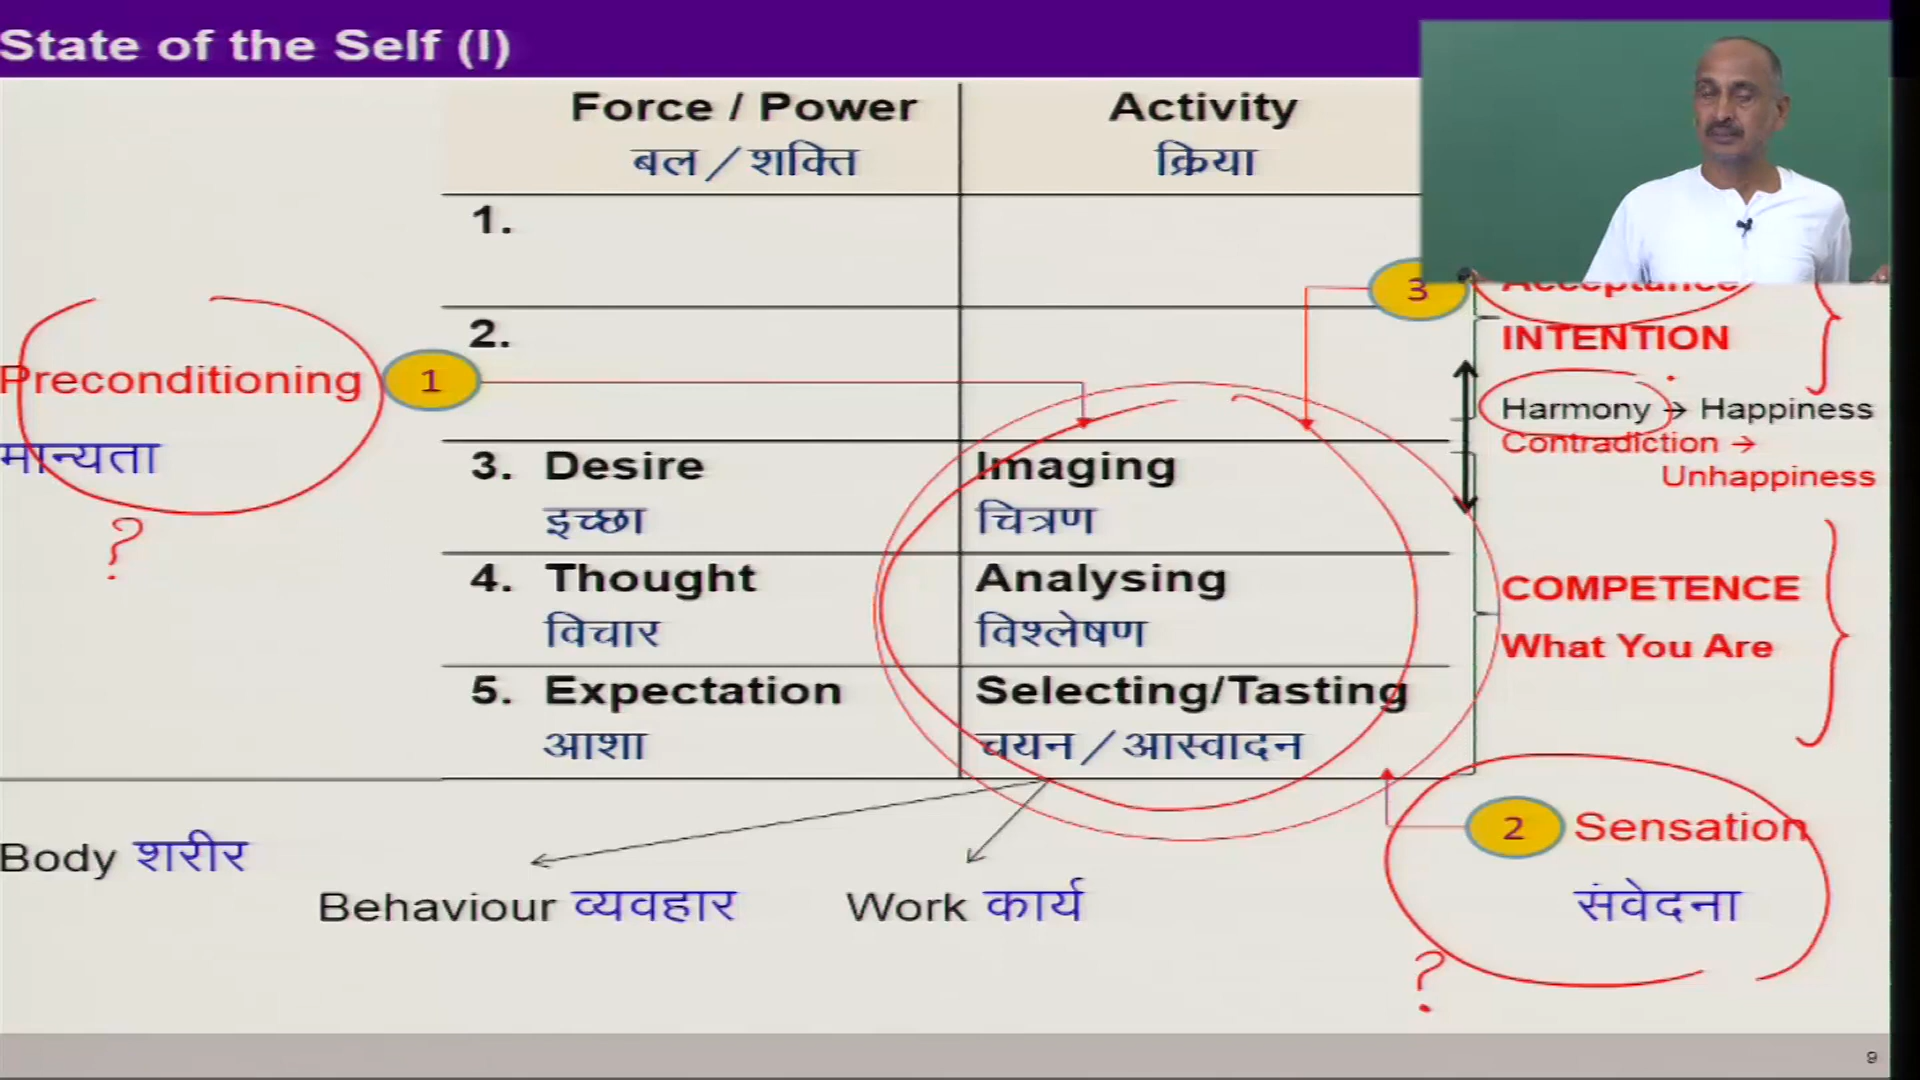 State of the Self (I)
Force / Power
बल / शक्ति
Activity
क्रिया
1.
2.
3
Acceptance
INTENTION
Preconditioning
मान्यता
?
1
Harmony → Happiness
Contradiction →
Unhappiness
3. Desire
इच्छा
Imaging
चित्रण
4. Thought
विचार
Analysing
विश्लेषण
COMPETENCE
What You Are
5. Expectation
आशा
Selecting/Tasting
चयन / आस्वादन
Body शरीर
Behaviour व्यवहार
Work कार्य
2
Sensation
संवेदना
?
9